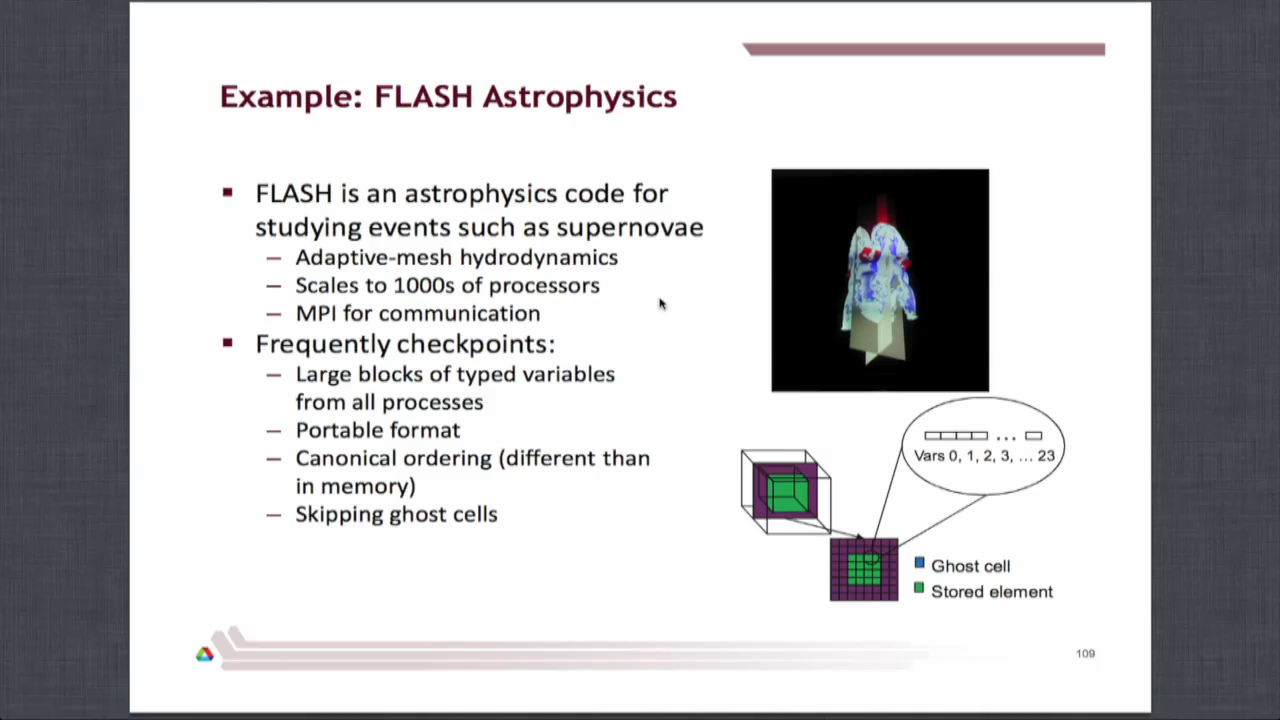 Example: FLASH Astrophysics
▪ FLASH is an astrophysics code for
studying events such as supernovae
– Adaptive-mesh hydrodynamics
– Scales to 1000s of processors
– MPI for communication
▪ Frequently checkpoints:
– Large blocks of typed variables
from all processes
– Portable format
– Canonical ordering (different than
in memory)
– Skipping ghost cells
...
Vars 0, 1, 2, 3, ... 23
Ghost cell
Stored element
109